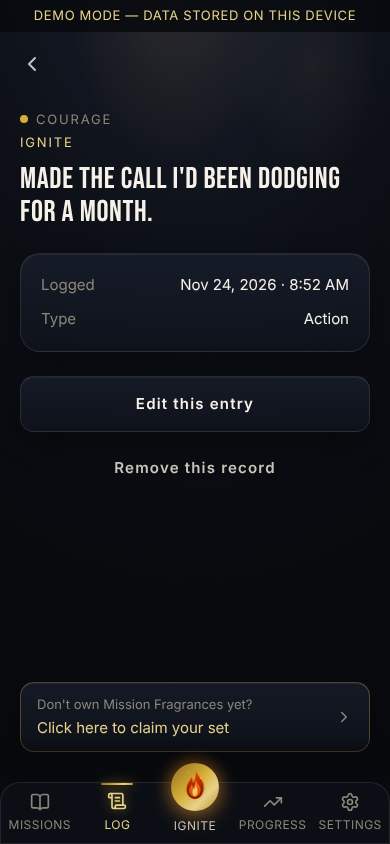 DEMO MODE — DATA STORED ON THIS DEVICE
COURAGE
IGNITE
MADE THE CALL I'D BEEN DODGING
FOR A MONTH.
Logged Nov 24, 2026 · 8:52 AM
Type Action
Edit this entry
Remove this record
Don't own Mission Fragrances yet?
Click here to claim your set
MISSIONS LOG IGNITE PROGRESS SETTINGS